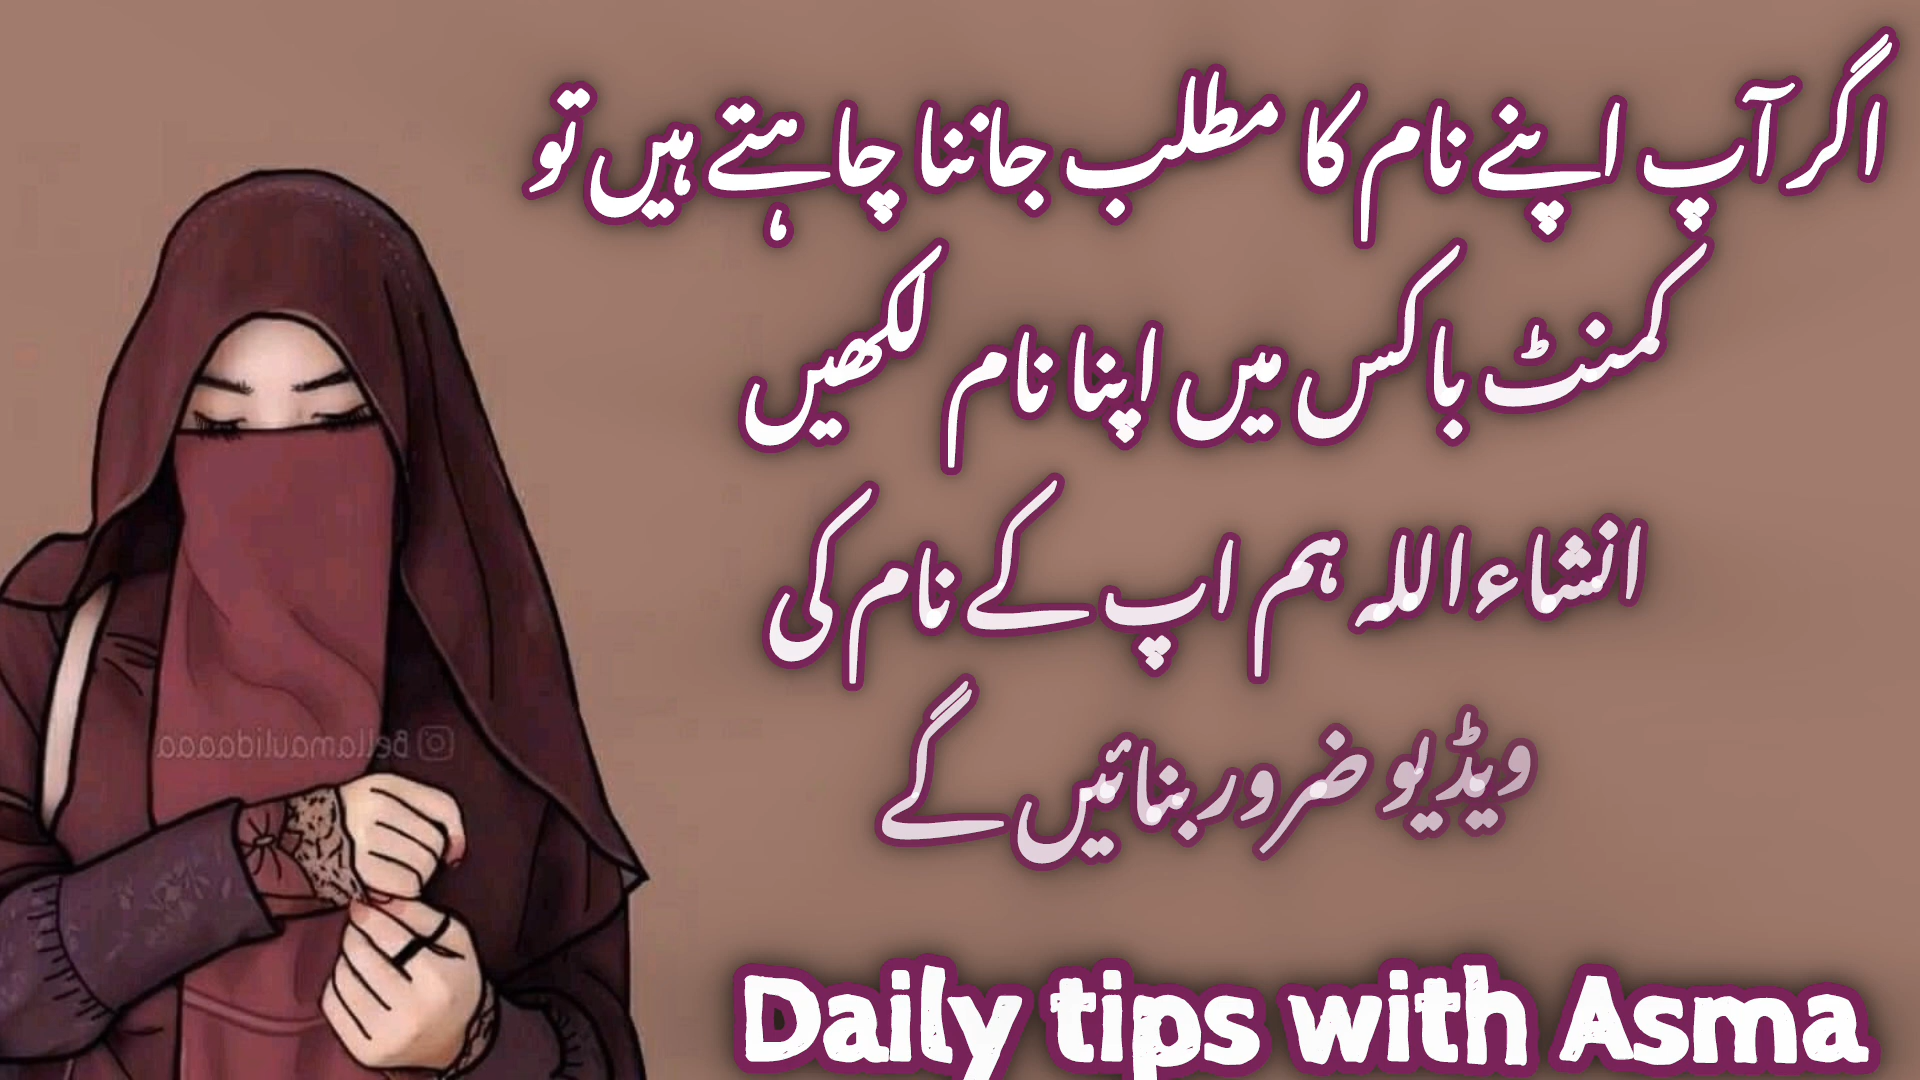 اگر آپ اپنے نام کا مطلب جاننا چاہتے ہیں تو
کمنٹ باکس میں اپنا نام لکھیں
انشاء اللہ ہم اپ کے نام کی
ویڈیو ضرور بنائیں گے
Bellamaulidaaaa
Daily tips with Asma